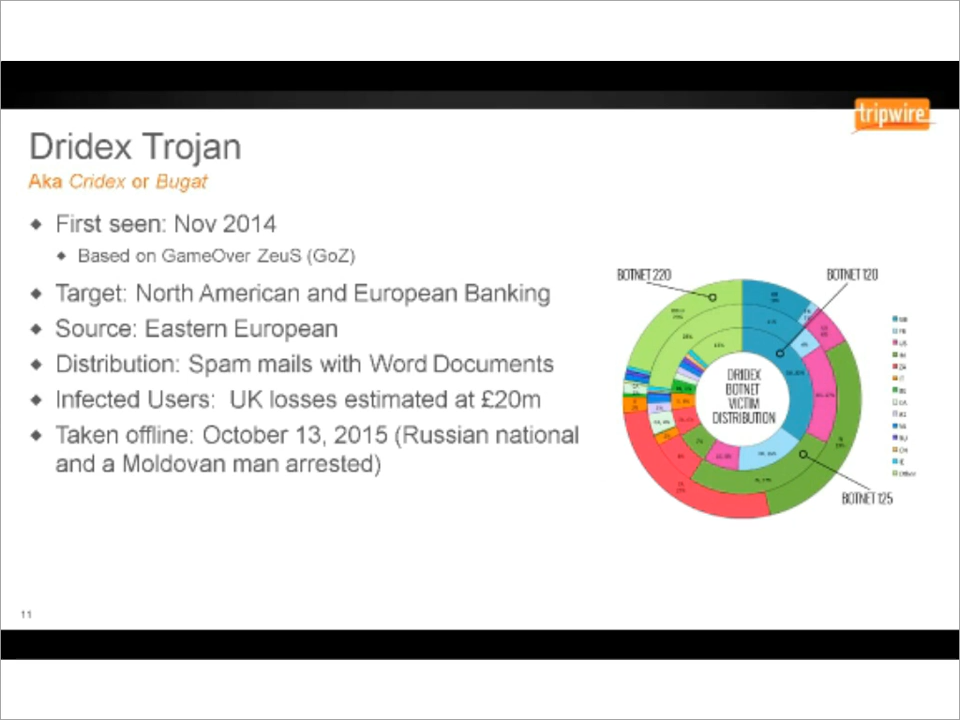 tripwire
Dridex Trojan
Aka Cridex or Bugat
First seen: Nov 2014
Based on GameOver ZeuS (GoZ)
Target: North American and European Banking
Source: Eastern European
Distribution: Spam mails with Word Documents
Infected Users: UK losses estimated at £20m
Taken offline: October 13, 2015 (Russian national
and a Moldovan man arrested)
BOTNET 220
BOTNET 120
DRIDEX
BOTNET
VICTIM
DISTRIBUTION
BOTNET 125
Other
11